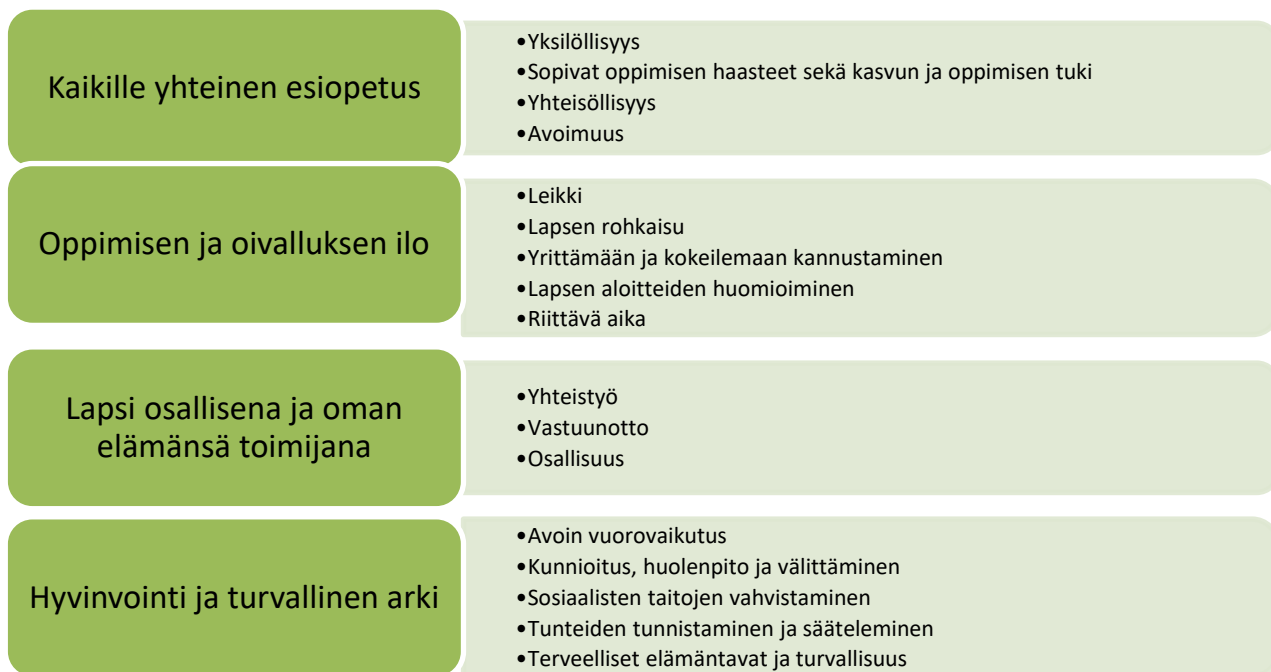 Kaikille yhteinen esiopetus
•Yksilöllisyys
•Sopivat oppimisen haasteet sekä kasvun ja oppimisen tuki
•Yhteisöllisyys
•Avoimuus
Oppimisen ja oivalluksen ilo
•Leikki
•Lapsen rohkaisu
•Yrittämään ja kokeilemaan kannustaminen
•Lapsen aloitteiden huomioiminen
•Riittävä aika
Lapsi osallisena ja oman
elämänsä toimijana
•Yhteistyö
•Vastuunotto
•Osallisuus
Hyvinvointi ja turvallinen arki
•Avoin vuorovaikutus
•Kunnioitus, huolenpito ja välittäminen
•Sosiaalisten taitojen vahvistaminen
•Tunteiden tunnistaminen ja sääteleminen
•Terveelliset elämäntavat ja turvallisuus